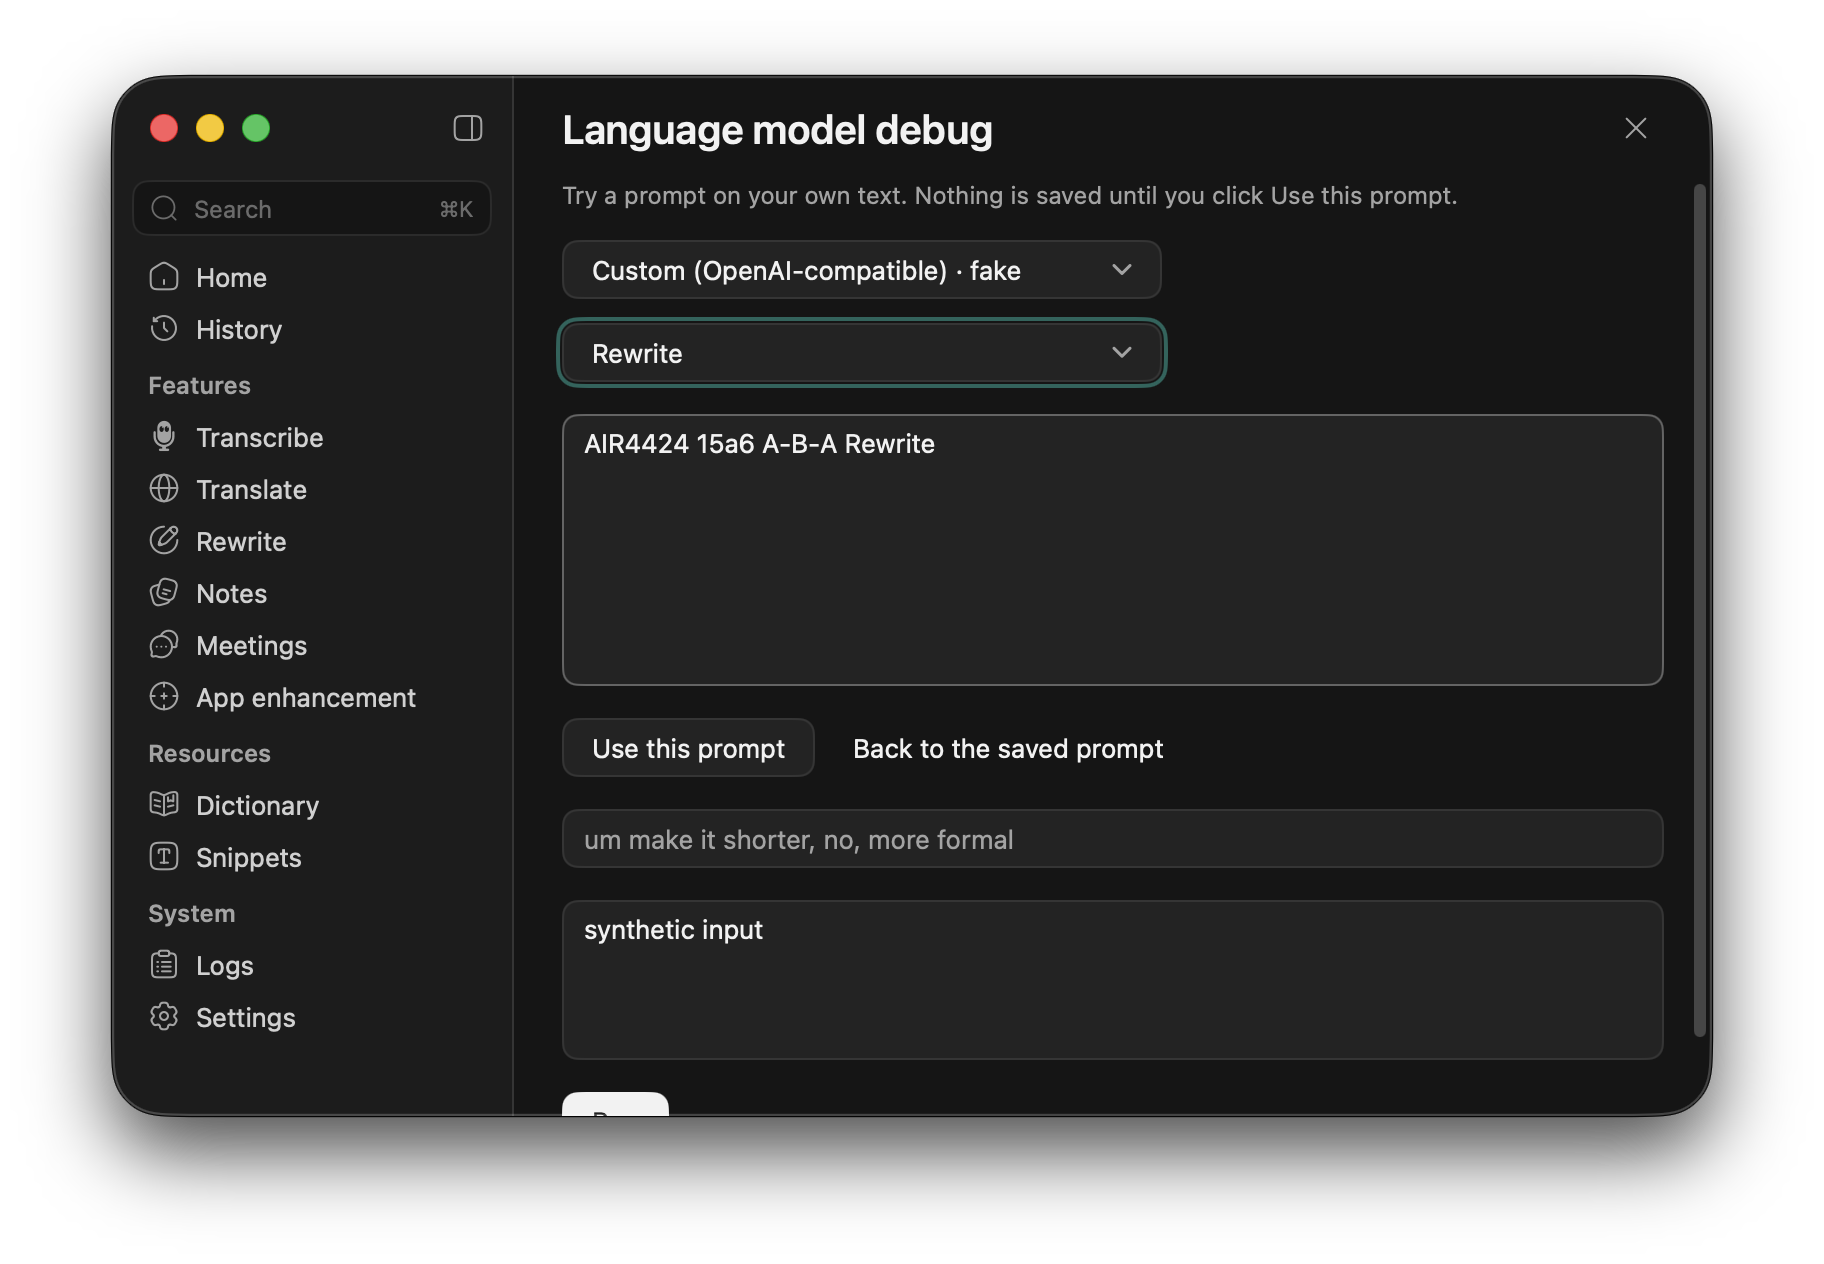 Search ⌘K
Home
History
Features
Transcribe
Translate
Rewrite
Notes
Meetings
App enhancement
Resources
Dictionary
Snippets
System
Logs
Settings
Language model debug
Try a prompt on your own text. Nothing is saved until you click Use this prompt.
Custom (OpenAI-compatible) · fake
Rewrite
AIR4424 15a6 A-B-A Rewrite
Use this prompt
Back to the saved prompt
um make it shorter, no, more formal
synthetic input